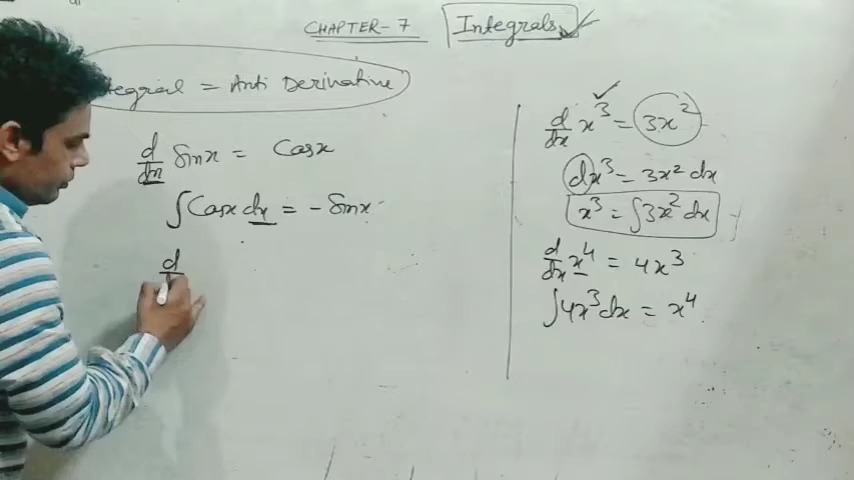 CHAPTER-7 Integrals
tegral = Anti Derivative
d/dx Sinx = Cosx
∫Cosx dx = - Sinx
d
d/dx x³ = 3x²
dx³ = 3x² dx
x³ = ∫3x² dx
d/dx x⁴ = 4x³
∫4x³dx = x⁴